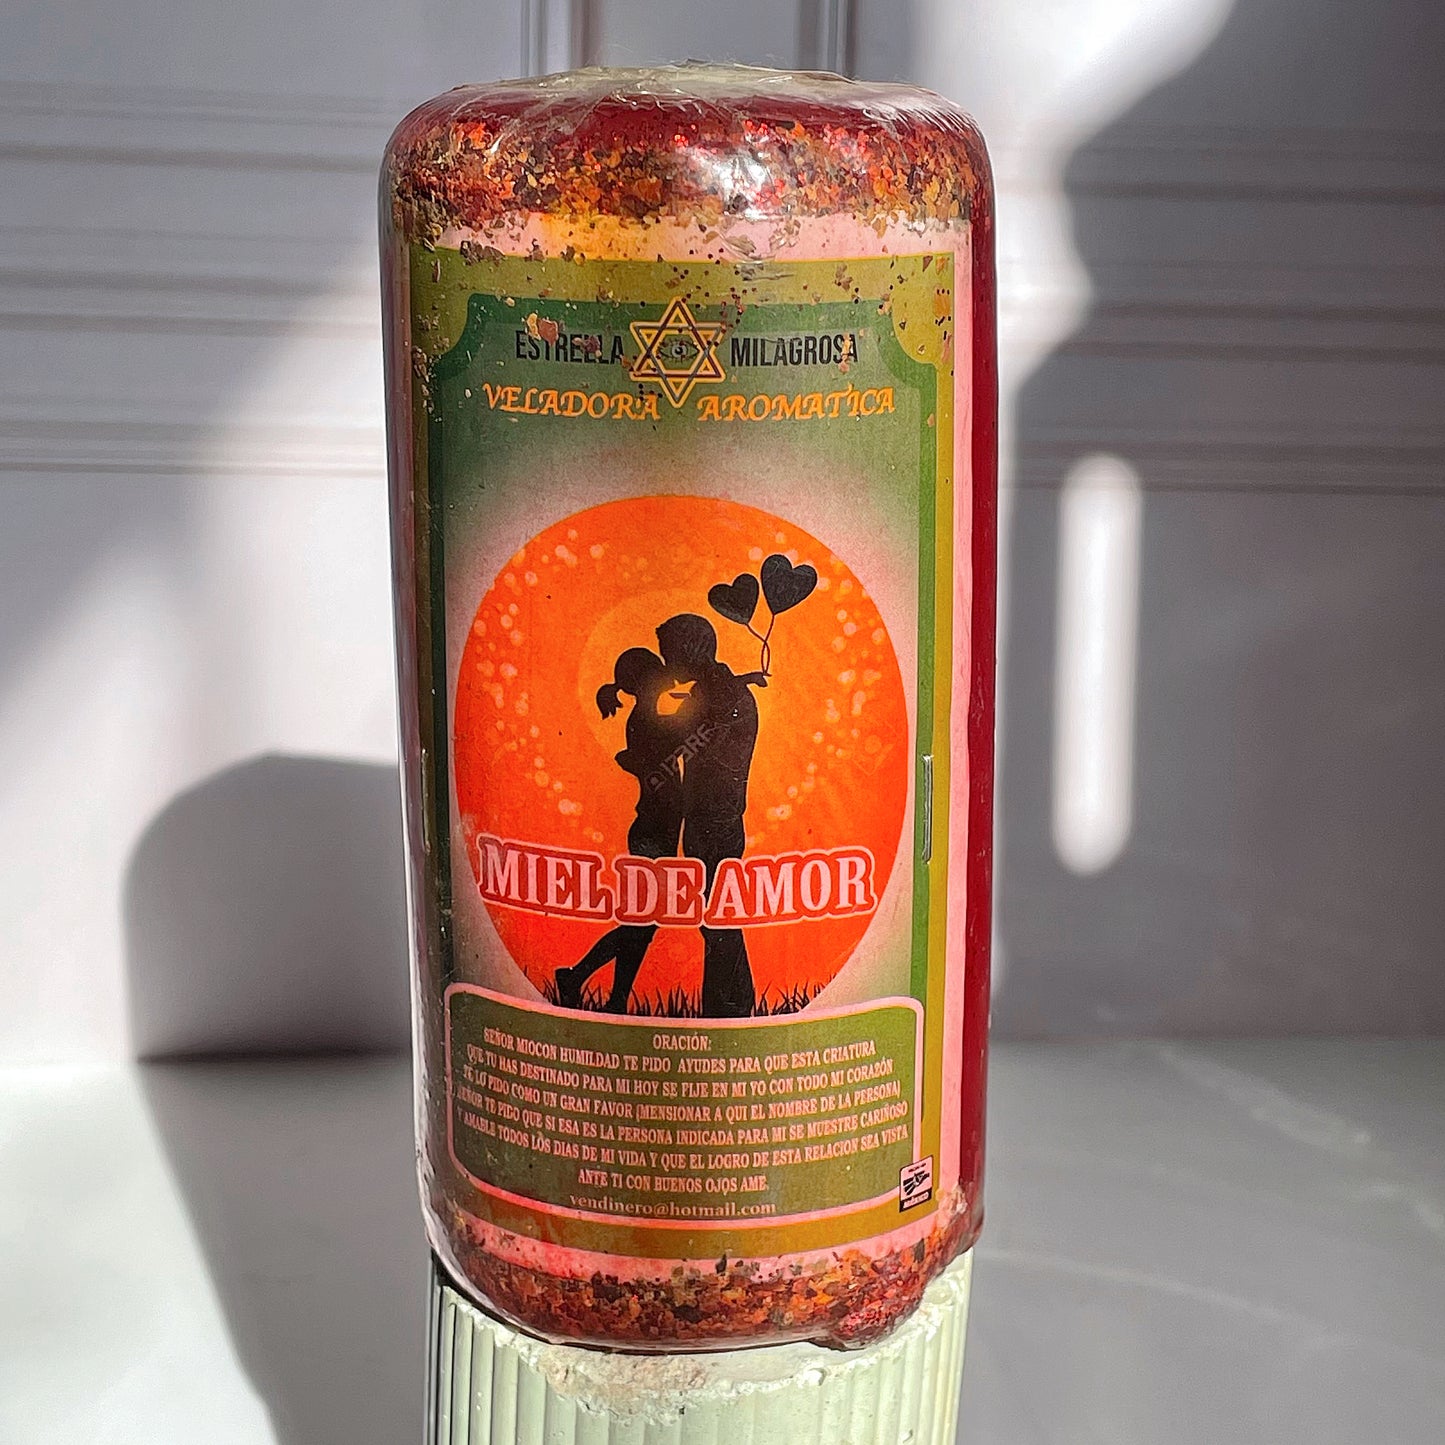 ESTRELLA MILAGROSA
VELADORA AROMATICA
MIEL DE AMOR
ORACIÓN:
SEÑOR MIOCON HUMILDAD TE PIDO AYUDES PARA QUE ESTA CRIATURA
QUE TU HAS DESTINADO PARA MI HOY SE FIJE EN MI YO CON TODO MI CORAZÓN
TE LO PIDO COMO UN GRAN FAVOR (MENSIONAR A QUI EL NOMBRE DE LA PERSONA)
SEÑOR TE PIDO QUE SI ESA ES LA PERSONA INDICADA PARA MI SE MUESTRE CARIÑOSO
Y AMABLE TODOS LOS DIAS DE MI VIDA Y QUE EL LOGRO DE ESTA RELACION SEA VISTA
ANTE TI CON BUENOS OJOS AME.
vendinero@hotmail.com
MÉXICO